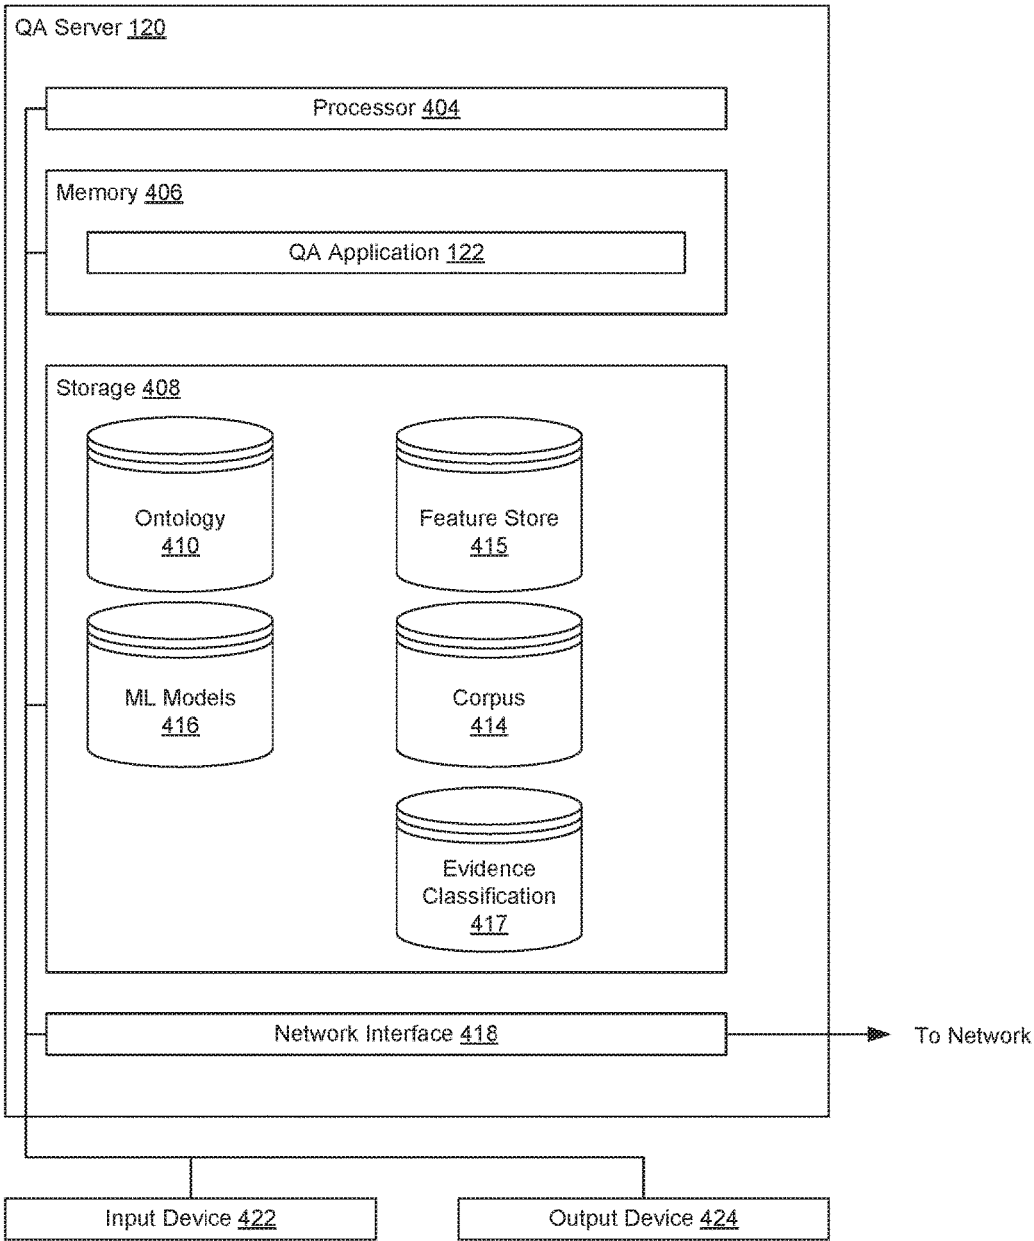 QA Server 120
Processor 404
Memory 406
QA Application 122
Storage 408
Ontology
410
Feature Store
415
ML Models
416
Corpus
414
Evidence
Classification
417
Network Interface 418
To Network
Input Device 422
Output Device 424